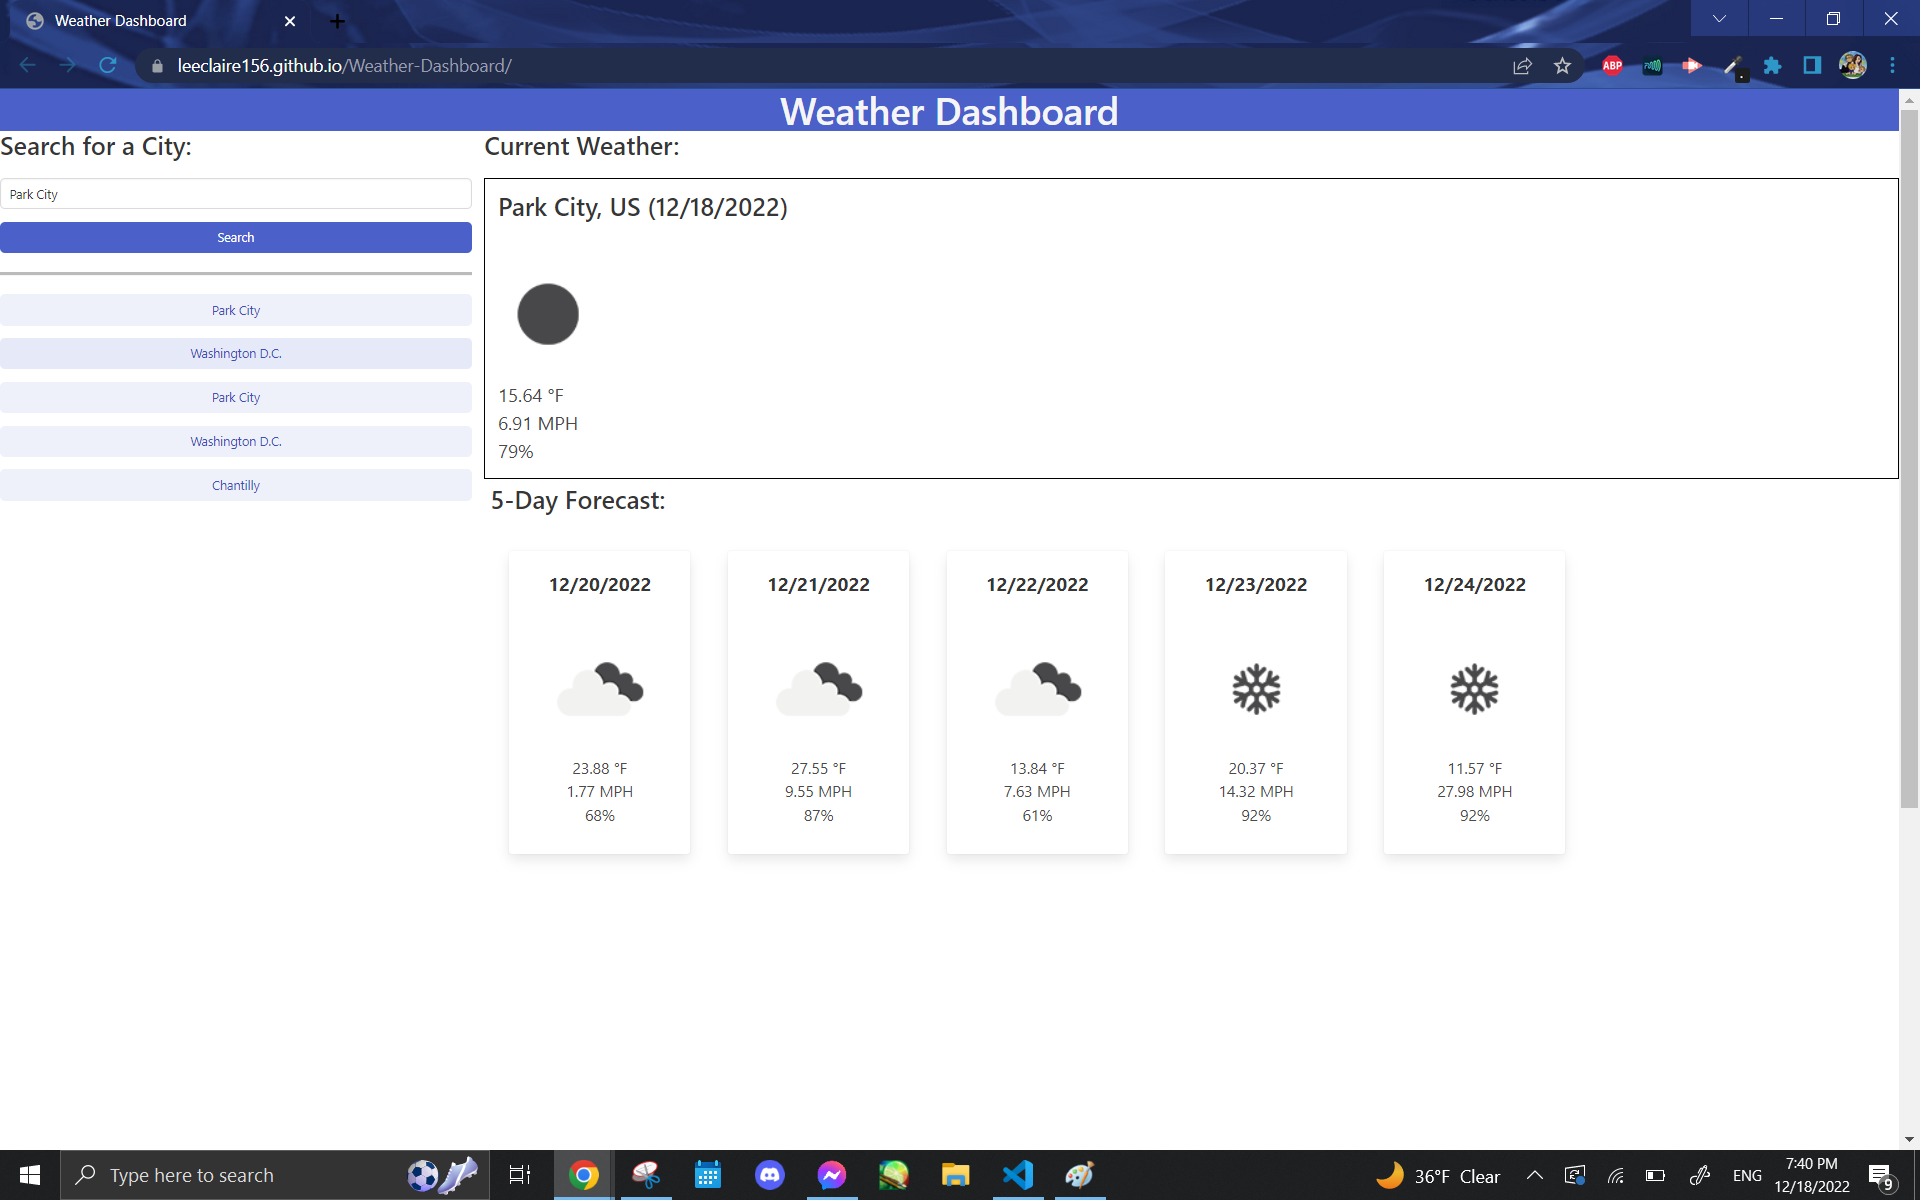 Weather Dashboard
leeclaire156.github.io/Weather-Dashboard/
ABP
Weather Dashboard
Search for a City:
Park City
Search
Park City
Washington D.C.
Park City
Washington D.C.
Chantilly
Current Weather:
Park City, US (12/18/2022)
15.64 °F
6.91 MPH
79%
5-Day Forecast:
12/20/2022
23.88 °F
1.77 MPH
68%
12/21/2022
27.55 °F
9.55 MPH
87%
12/22/2022
13.84 °F
7.63 MPH
61%
12/23/2022
20.37 °F
14.32 MPH
92%
12/24/2022
11.57 °F
27.98 MPH
92%
Type here to search
36°F Clear
ENG
7:40 PM
12/18/2022
9